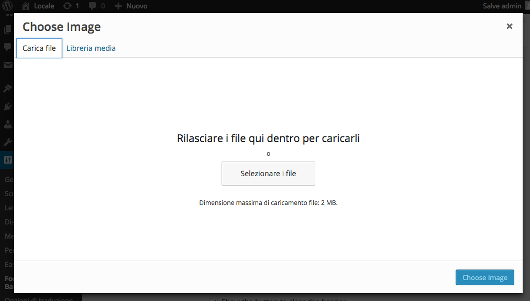 Locale 1 0 Nuovo Salve admin
Choose Image ×
Carica file Libreria media
Rilasciare i file qui dentro per caricarli
o
Selezionare i file
Dimensione massima di caricamento file: 2 MB.
Choose Image